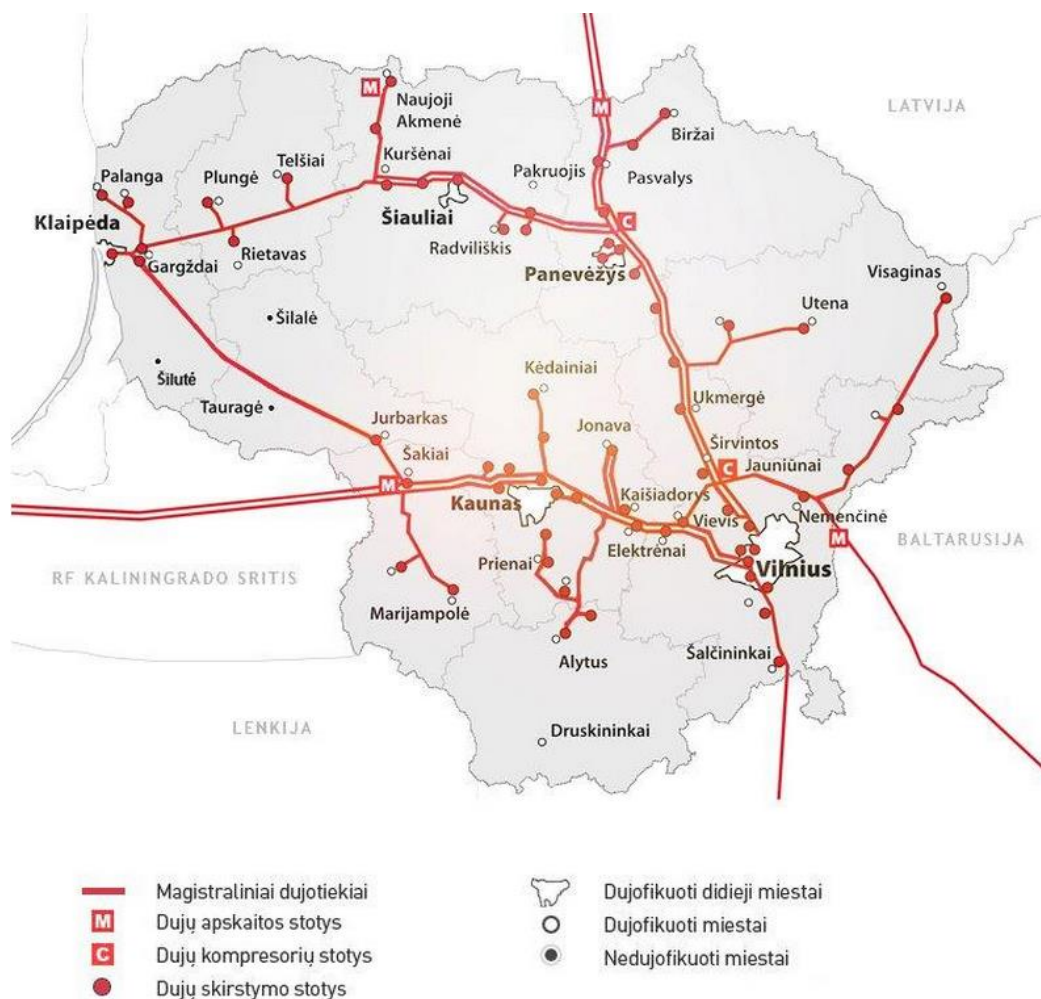 LATVIJA
Naujoji
Akmenė
Biržai
Kuršėnai
Telšiai
Palanga
Plungė
Pakruojis
Pasvalys
Klaipėda
Šiauliai
Radviliškis
Rietavas
Gargždai
Panevėžys
Visaginas
Utena
Šilalė
Šilutė
Kėdainiai
Tauragė
Ukmergė
Jurbarkas
Jonava
Šakiai
Širvintos
Jauniūnai
Kaunas
Kaišiadorys
Vievis
Nemenčinė
Elektrėnai
BALTARUSIJA
Prienai
Vilnius
RF KALININGRADO SRITIS
Marijampolė
Alytus
Šalčininkai
LENKIJA
Druskininkai
M
M
C
M
C
M
Magistraliniai dujotiekiai
M Dujų apskaitos stotys
C Dujų kompresorių stotys
Dujų skirstymo stotys
Dujofikuoti didieji miestai
Dujofikuoti miestai
Nedujofikuoti miestai